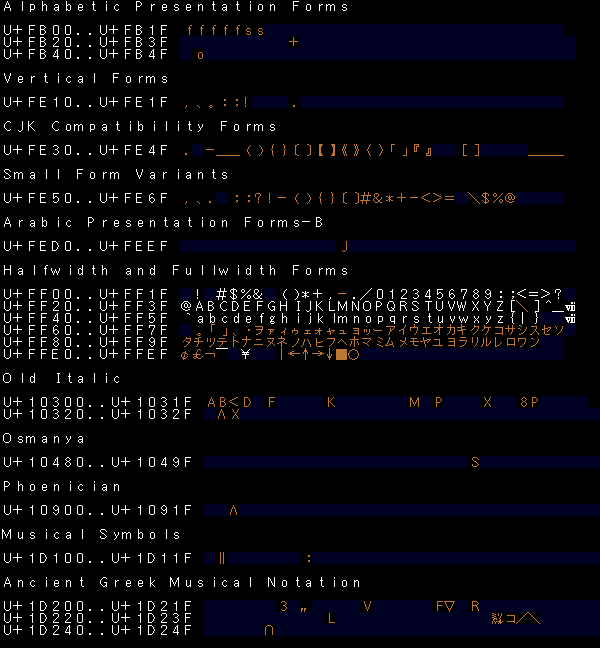 Alphabetic Presentation Forms
U+FB00..U+FB1F ffffffss
U+FB20..U+FB3F +
U+FB40..U+FB4F o
Vertical Forms
U+FE10..U+FE1F , 、 。 : ; ! .
CJK Compatibility Forms
U+FE30..U+FE4F . –__ (){}〔〕【】《》〈〉「」『』 [] ___
Small Form Variants
U+FE50..U+FE6F , 、 . ;:?!–(){}〔〕#&*+-<>= \$%@
Arabic Presentation Forms-B
U+FED0..U+FEEF J
Halfwidth and Fullwidth Forms
U+FF00..U+FF1F ! #$%& ()*+,-./0123456789:;<=>?
U+FF20..U+FF3F @ABCDEFGHIJKLMNOPQRSTUVWXYZ[\]^_
U+FF40..U+FF5F `abcdefghijklmnopqrstuvwxyz{|}
U+FF60..U+FF7F 。「」、・ヲァィゥェォャュョッーアイウエオカキクケコサシスセソ
U+FF80..U+FF9F タチツテトナニヌネノハヒフヘホマミムメモヤユヨラリルレロワン
U+FFE0..U+FFEF ¢£¬¯ ¥ |←↑→↓■○
Old Italic
U+10300..U+1031F AB<D F K M P X 8P
U+10320..U+1032F Λ X
Osmanya
U+10480..U+1049F S
Phoenician
U+10900..U+1091F Λ
Musical Symbols
U+1D100..U+1D11F ‖ :
Ancient Greek Musical Notation
U+1D200..U+1D21F 3 „ V F▽ R
U+1D220..U+1D23F L コ/\
U+1D240..U+1D24F ∩